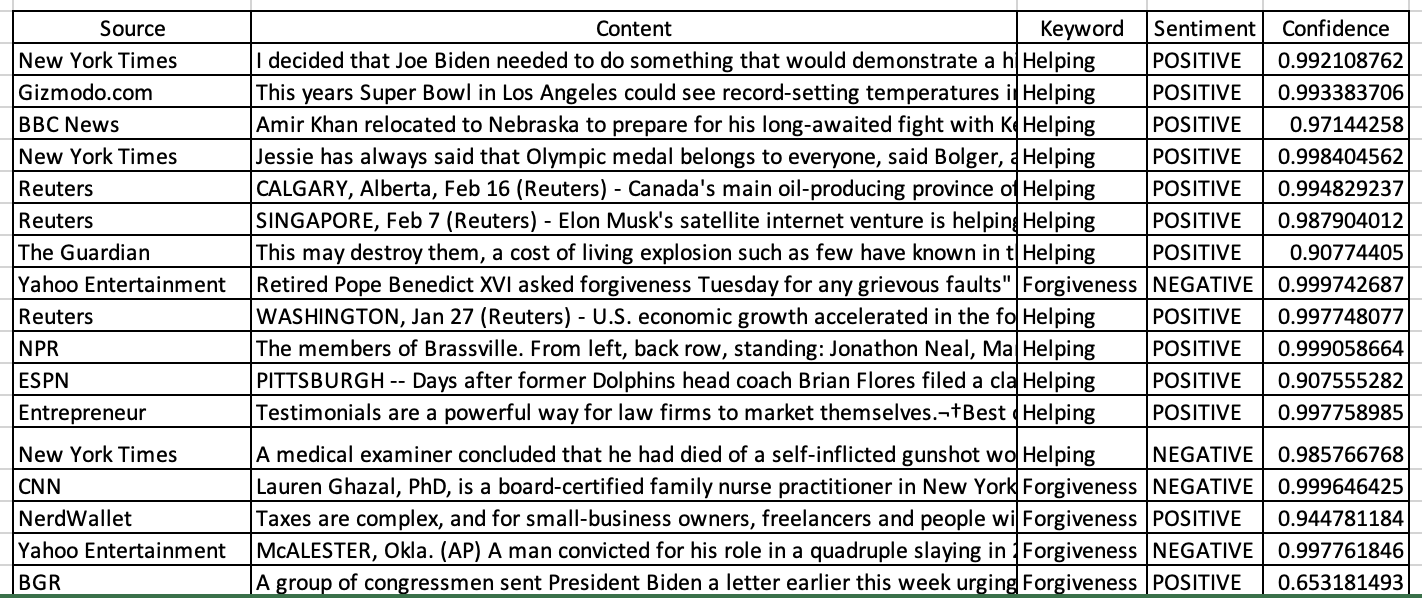 Source Content Keyword Sentiment Confidence
New York Times I decided that Joe Biden needed to do something that would demonstrate a hi Helping POSITIVE 0.992108762
Gizmodo.com This years Super Bowl in Los Angeles could see record-setting temperatures in Helping POSITIVE 0.993383706
BBC News Amir Khan relocated to Nebraska to prepare for his long-awaited fight with Ke Helping POSITIVE 0.97144258
New York Times Jessie has always said that Olympic medal belongs to everyone, said Bolger, a Helping POSITIVE 0.998404562
Reuters CALGARY, Alberta, Feb 16 (Reuters) - Canada's main oil-producing province of Helping POSITIVE 0.994829237
Reuters SINGAPORE, Feb 7 (Reuters) - Elon Musk's satellite internet venture is helping Helping POSITIVE 0.987904012
The Guardian This may destroy them, a cost of living explosion such as few have known in t Helping POSITIVE 0.90774405
Yahoo Entertainment Retired Pope Benedict XVI asked forgiveness Tuesday for any grievous faults" Forgiveness NEGATIVE 0.999742687
Reuters WASHINGTON, Jan 27 (Reuters) - U.S. economic growth accelerated in the fo Helping POSITIVE 0.997748077
NPR The members of Brassville. From left, back row, standing: Jonathon Neal, Ma Helping POSITIVE 0.999058664
ESPN PITTSBURGH -- Days after former Dolphins head coach Brian Flores filed a cla Helping POSITIVE 0.907555282
Entrepreneur Testimonials are a powerful way for law firms to market themselves.¬†Best Helping POSITIVE 0.997758985
New York Times A medical examiner concluded that he had died of a self-inflicted gunshot wo Helping NEGATIVE 0.985766768
CNN Lauren Ghazal, PhD, is a board-certified family nurse practitioner in New York Forgiveness NEGATIVE 0.999646425
NerdWallet Taxes are complex, and for small-business owners, freelancers and people wi Forgiveness POSITIVE 0.944781184
Yahoo Entertainment McALESTER, Okla. (AP) A man convicted for his role in a quadruple slaying in 2 Forgiveness NEGATIVE 0.997761846
BGR A group of congressmen sent President Biden a letter earlier this week urging Forgiveness POSITIVE 0.653181493